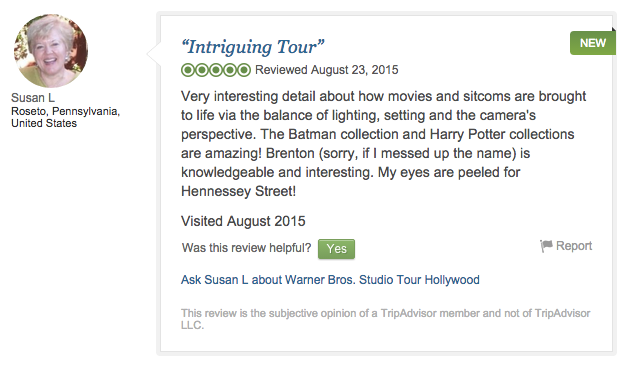 Susan L
Roseto, Pennsylvania,
United States
“Intriguing Tour”
NEW
Reviewed August 23, 2015
Very interesting detail about how movies and sitcoms are brought
to life via the balance of lighting, setting and the camera's
perspective. The Batman collection and Harry Potter collections
are amazing! Brenton (sorry, if I messed up the name) is
knowledgeable and interesting. My eyes are peeled for
Hennessey Street!
Visited August 2015
Was this review helpful? Yes
Report
Ask Susan L about Warner Bros. Studio Tour Hollywood
This review is the subjective opinion of a TripAdvisor member and not of TripAdvisor
LLC.